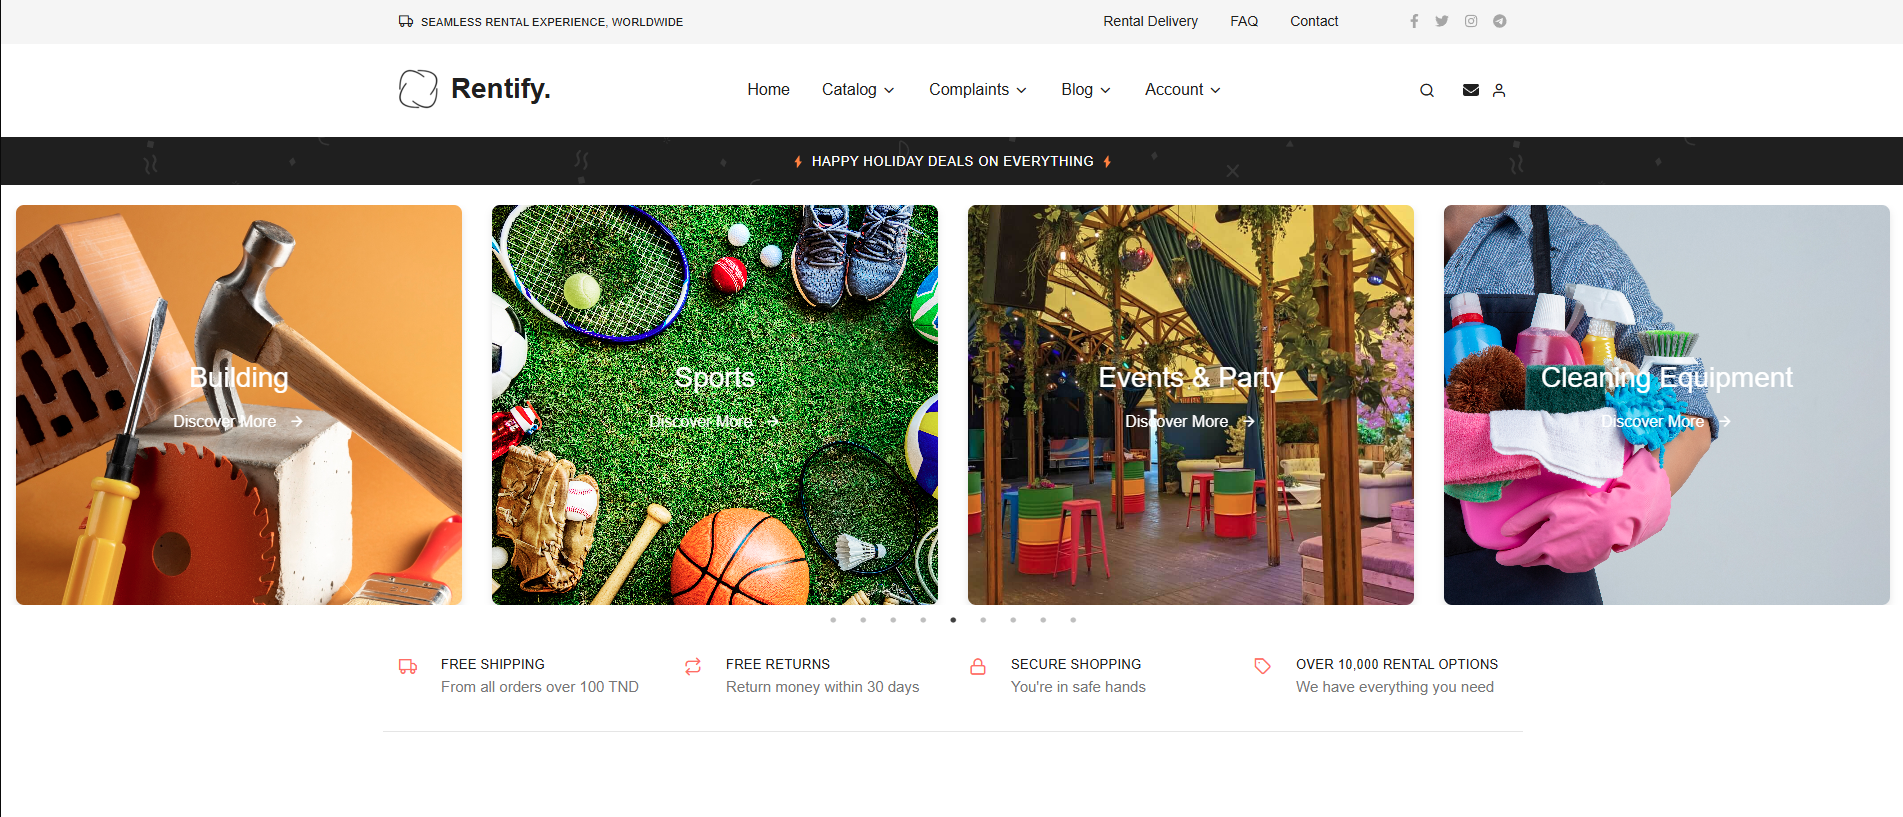 SEAMLESS RENTAL EXPERIENCE, WORLDWIDE
Rental Delivery FAQ Contact
Rentify.
Home Catalog Complaints Blog Account
HAPPY HOLIDAY DEALS ON EVERYTHING
Building
Discover More
Sports
Discover More
Events & Party
Discover More
Cleaning Equipment
Discover More
FREE SHIPPING
From all orders over 100 TND
FREE RETURNS
Return money within 30 days
SECURE SHOPPING
You're in safe hands
OVER 10,000 RENTAL OPTIONS
We have everything you need